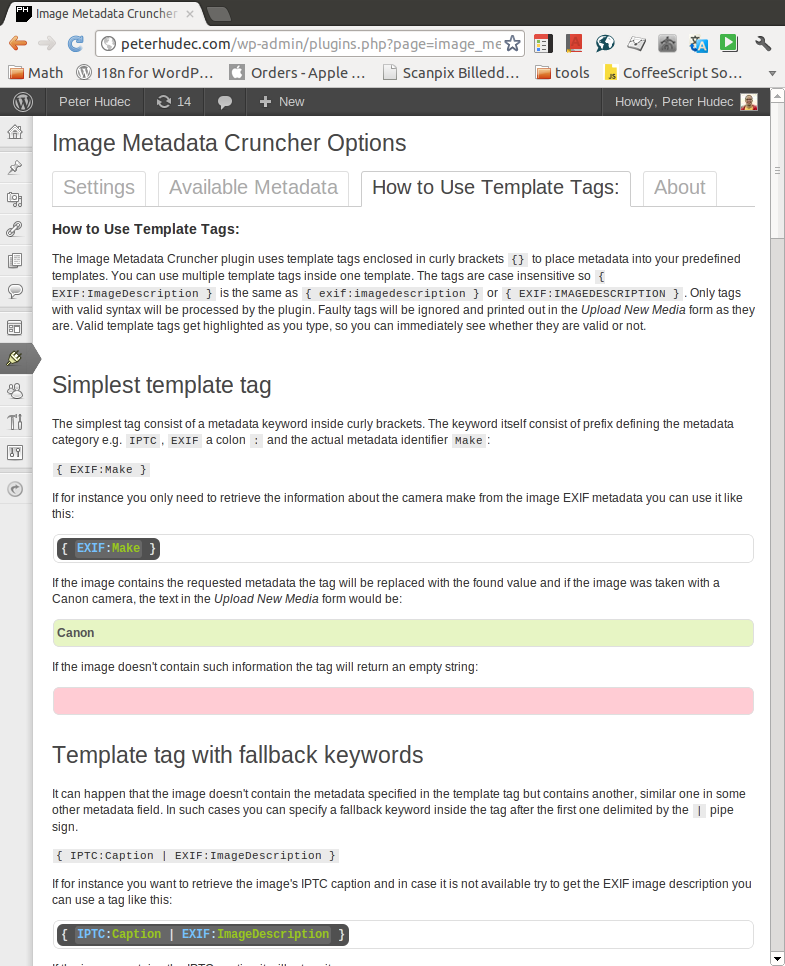 PH Image Metadata Cruncher
peterhudec.com/wp-admin/plugins.php?page=image_me
Math I18n for WordP... Orders - Apple ... Scanpix Billedd... tools JS CoffeeScript So...
Peter Hudec 14 + New Howdy, Peter Hudec
Image Metadata Cruncher Options
Settings Available Metadata How to Use Template Tags: About
How to Use Template Tags:
The Image Metadata Cruncher plugin uses template tags enclosed in curly brackets {} to place metadata into your predefined
templates. You can use multiple template tags inside one template. The tags are case insensitive so {
EXIF:ImageDescription } is the same as { exif:imagedescription } or { EXIF:IMAGEDESCRIPTION }. Only tags
with valid syntax will be processed by the plugin. Faulty tags will be ignored and printed out in the Upload New Media form as they
are. Valid template tags get highlighted as you type, so you can immediately see whether they are valid or not.
Simplest template tag
The simplest tag consist of a metadata keyword inside curly brackets. The keyword itself consist of prefix defining the metadata
category e.g. IPTC, EXIF a colon : and the actual metadata identifier Make:
{ EXIF:Make }
If for instance you only need to retrieve the information about the camera make from the image EXIF metadata you can use it like
this:
{ EXIF:Make }
If the image contains the requested metadata the tag will be replaced with the found value and if the image was taken with a
Canon camera, the text in the Upload New Media form would be:
Canon
If the image doesn't contain such information the tag will return an empty string:
Template tag with fallback keywords
It can happen that the image doesn't contain the metadata specified in the template tag but contains another, similar one in some
other metadata field. In such cases you can specify a fallback keyword inside the tag after the first one delimited by the | pipe
sign.
{ IPTC:Caption | EXIF:ImageDescription }
If for instance you want to retrieve the image's IPTC caption and in case it is not available try to get the EXIF image description you
can use a tag like this:
{ IPTC:Caption | EXIF:ImageDescription }